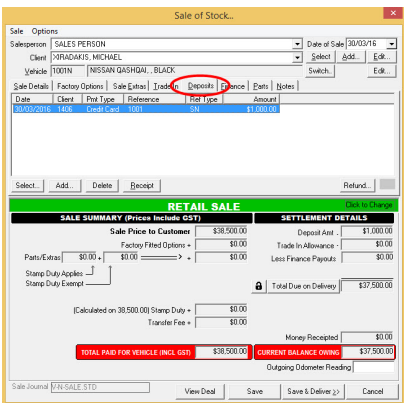 Sale of Stock...
Sale Options
Salesperson SALES PERSON Date of Sale 30/03/16
Client XIRADAKIS, MICHAEL Select Add... Edit...
Vehicle 1001N NISSAN QASHQAI, , BLACK Switch... Edit...
Sale Details Factory Options Sale Extras Trade In Deposits Finance Parts Notes
Date Client Pmt Type Reference Ref Type Amount
30/03/2016 1406 Credit Card 1001 SN $1,000.00
Select... Add... Delete Receipt Refund...
RETAIL SALE Click to Change
SALE SUMMARY (Prices Include GST) SETTLEMENT DETAILS
Sale Price to Customer $38,500.00 Deposit Amt - $1,000.00
Factory Fitted Options + $0.00 Trade In Allowance - $0.00
Parts/Extras $0.00 + $0.00 =====> + $0.00 Less Finance Payouts $0.00
Stamp Duty Applies
Stamp Duty Exempt Total Due on Delivery $37,500.00
(Calculated on 38,500.00) Stamp Duty + $0.00
Transfer Fee + $0.00
Money Receipted $0.00
TOTAL PAID FOR VEHICLE (INCL GST) $38,500.00 CURRENT BALANCE OWING $37,500.00
Outgoing Odometer Reading
Sale Journal V-N-SALE.STD View Deal Save Save & Deliver >> Cancel